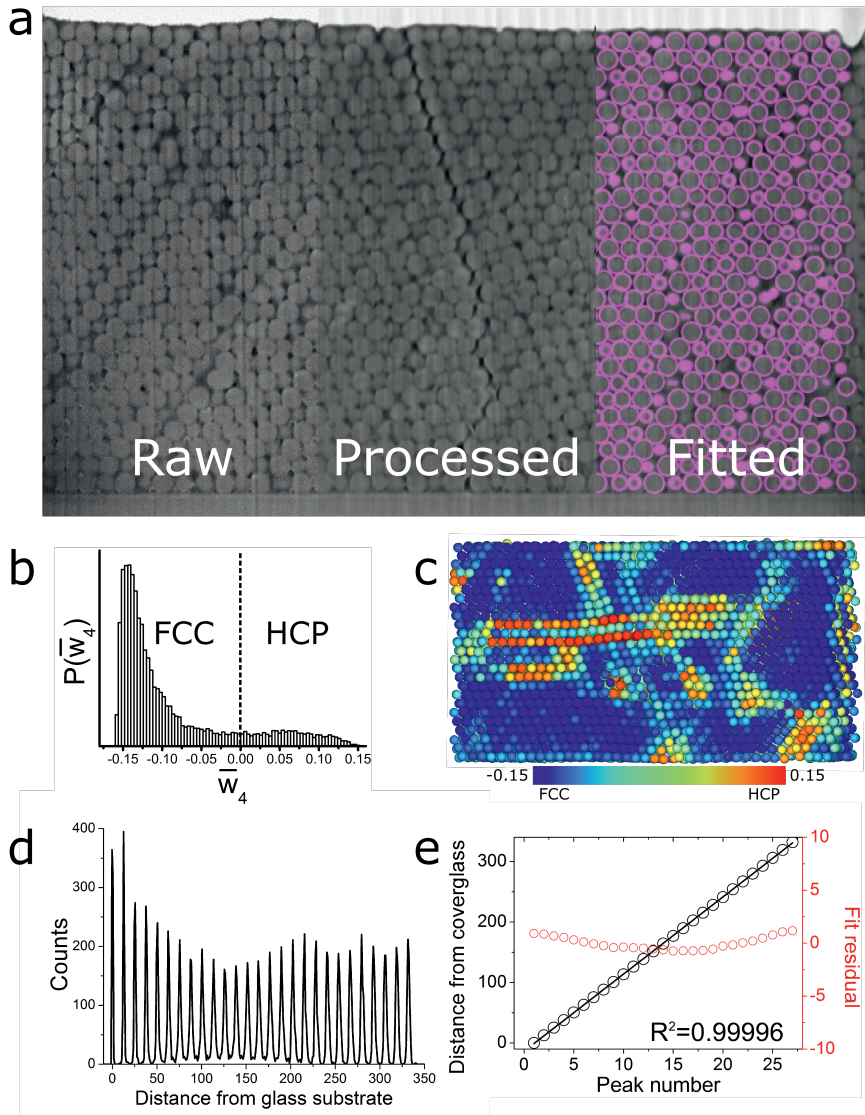 a
Raw
Processed
Fitted
b
P(w̅₄)
FCC
HCP
-0.15
-0.10
-0.05
0.00
0.05
0.10
0.15
w̅₄
c
-0.15
0.15
FCC
HCP
d
Counts
400
300
200
100
0
0
50
100
150
200
250
300
350
Distance from glass substrate
e
Distance from coverglass
300
200
100
0
0
5
10
15
20
25
Peak number
R²=0.99996
10
5
0
-5
-10
Fit residual